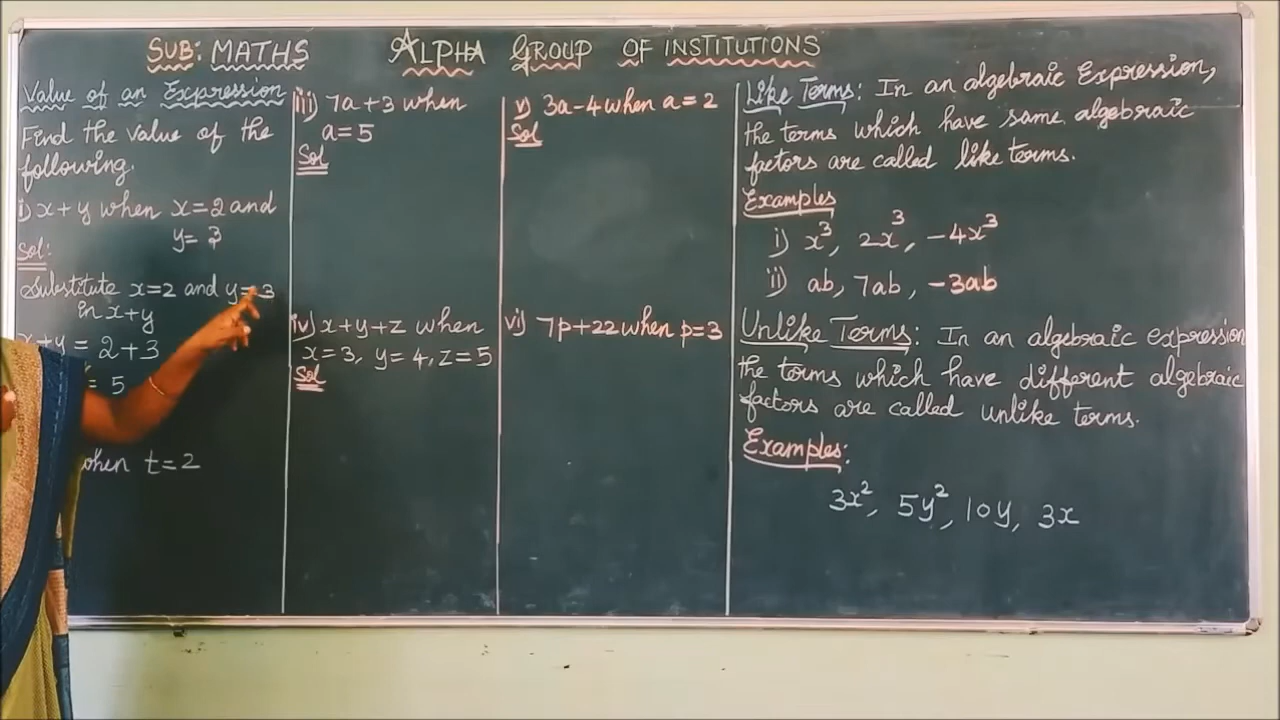 SUB: MATHS ALPHA GROUP OF INSTITUTIONS
Value of an Expression
Find the value of the
following.
i) x+y when x=2 and
y= 3
Sol:
Substitute x=2 and y=3
in x+y
x+y = 2+3
= 5
when t=2
iii) 7a+3 when
a=5
Sol
iv) x+y+z when
x=3, y=4, z=5
Sol
v) 3a-4 when a=2
Sol
vi) 7p+22 when p=3
Like Terms: In an algebraic Expression,
the terms which have same algebraic
factors are called like terms.
Examples
i) x³, 2x³, -4x³
ii) ab, 7ab, -3ab
Unlike Terms: In an algebraic expression
the terms which have different algebraic
factors are called unlike terms.
Examples:
3x², 5y², 10y, 3x